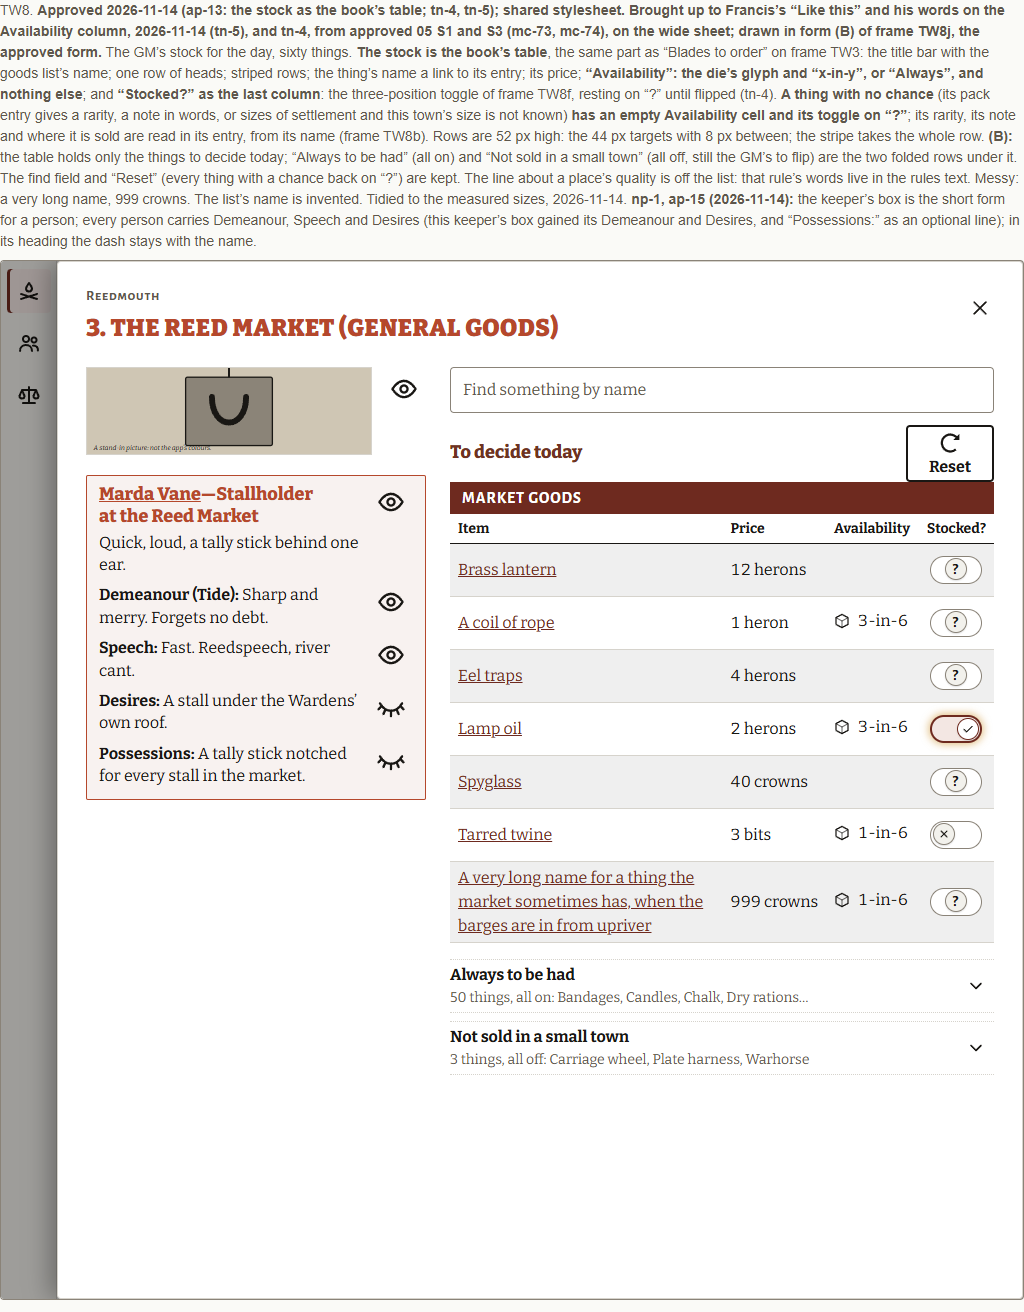 TW8. Approved 2026-11-14 (ap-13: the stock as the book's table; tn-4, tn-5); shared stylesheet. Brought up to Francis's “Like this” and his words on the
Availability column, 2026-11-14 (tn-5), and tn-4, from approved 05 S1 and S3 (mc-73, mc-74), on the wide sheet; drawn in form (B) of frame TW8j, the
approved form. The GM's stock for the day, sixty things. The stock is the book's table, the same part as “Blades to order” on frame TW3: the title bar with the
goods list's name; one row of heads; striped rows; the thing's name a link to its entry; its price; “Availability”: the die's glyph and “x-in-y”, or “Always”, and
nothing else; and “Stocked?” as the last column: the three-position toggle of frame TW8f, resting on “?” until flipped (tn-4). A thing with no chance (its pack
entry gives a rarity, a note in words, or sizes of settlement and this town's size is not known) has an empty Availability cell and its toggle on “?”; its rarity, its note
and where it is sold are read in its entry, from its name (frame TW8b). Rows are 52 px high: the 44 px targets with 8 px between; the stripe takes the whole row. (B):
the table holds only the things to decide today; “Always to be had” (all on) and “Not sold in a small town” (all off, still the GM's to flip) are the two folded rows under it.
The find field and “Reset” (every thing with a chance back on “?”) are kept. The line about a place's quality is off the list: that rule's words live in the rules text. Messy:
a very long name, 999 crowns. The list's name is invented. Tidied to the measured sizes, 2026-11-14. np-1, ap-15 (2026-11-14): the keeper's box is the short form
for a person; every person carries Demeanour, Speech and Desires (this keeper's box gained its Demeanour and Desires, and “Possessions:” as an optional line); in
its heading the dash stays with the name.
Reedmouth
3. THE REED MARKET (GENERAL GOODS)
A stand-in picture: not the app's colours.
Marda Vane—Stallholder
at the Reed Market
Quick, loud, a tally stick behind one
ear.
Demeanour (Tide): Sharp and
merry. Forgets no debt.
Speech: Fast. Reedspeech, river
cant.
Desires: A stall under the Wardens'
own roof.
Possessions: A tally stick notched
for every stall in the market.
Find something by name
To decide today
Reset
MARKET GOODS
Item Price Availability Stocked?
Brass lantern 12 herons ?
A coil of rope 1 heron 3-in-6 ?
Eel traps 4 herons ?
Lamp oil 2 herons 3-in-6
Spyglass 40 crowns ?
Tarred twine 3 bits 1-in-6
A very long name for a thing the
market sometimes has, when the
barges are in from upriver 999 crowns 1-in-6 ?
Always to be had
50 things, all on: Bandages, Candles, Chalk, Dry rations…
Not sold in a small town
3 things, all off: Carriage wheel, Plate harness, Warhorse